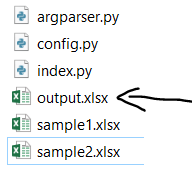 argparser.py
config.py
index.py
output.xlsx
sample1.xlsx
sample2.xlsx